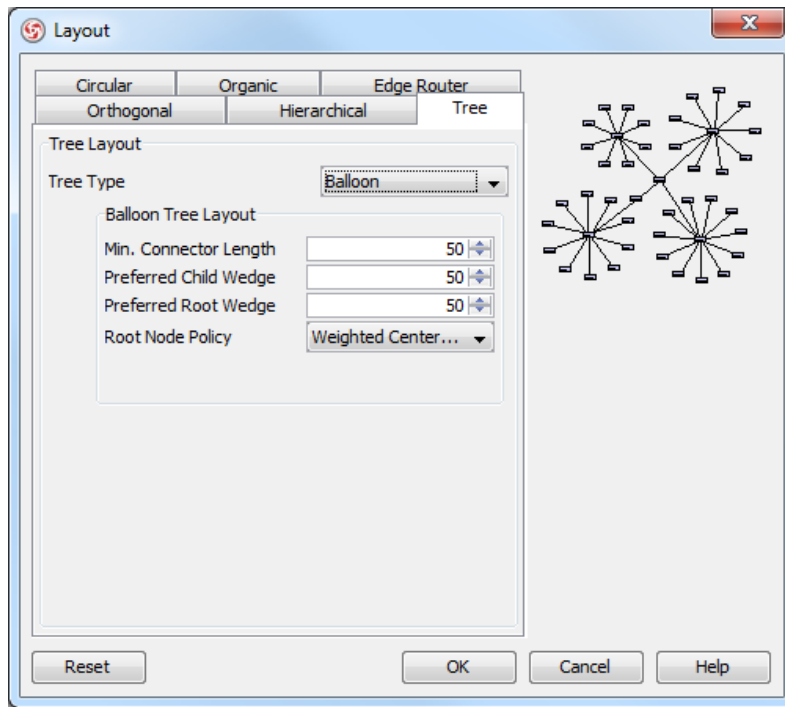 Layout
Circular Organic Edge Router
Orthogonal Hierarchical Tree
Tree Layout
Tree Type Balloon
Balloon Tree Layout
Min. Connector Length 50
Preferred Child Wedge 50
Preferred Root Wedge 50
Root Node Policy Weighted Center...
Reset OK Cancel Help